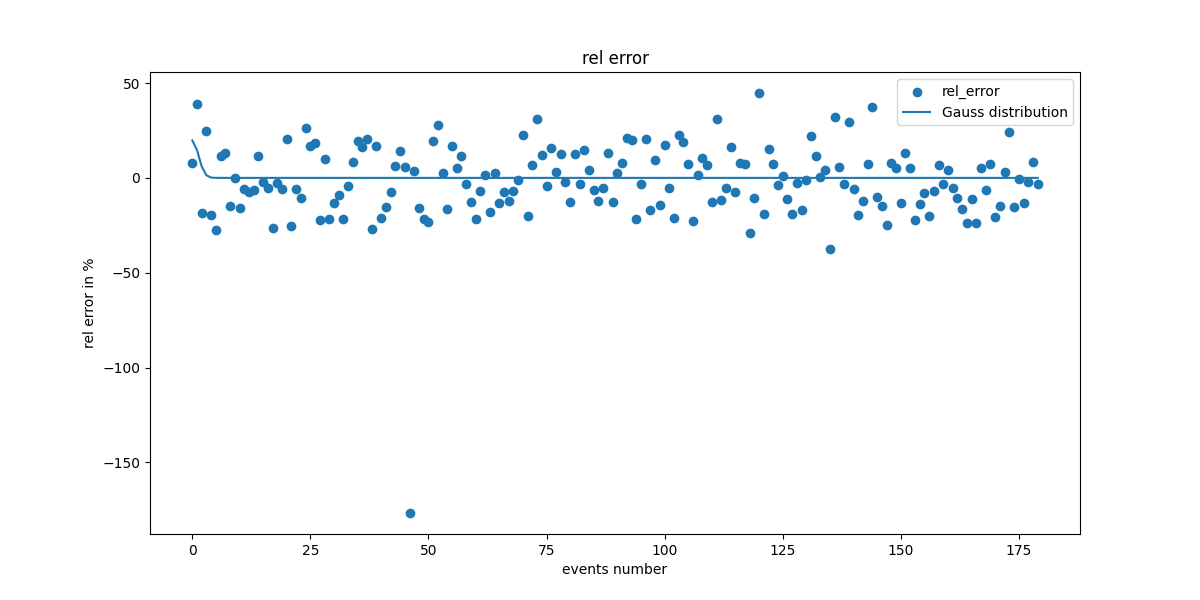 rel error
rel_error
Gauss distribution
rel error in %
50
0
−50
−100
−150
0
25
50
75
100
125
150
175
events number